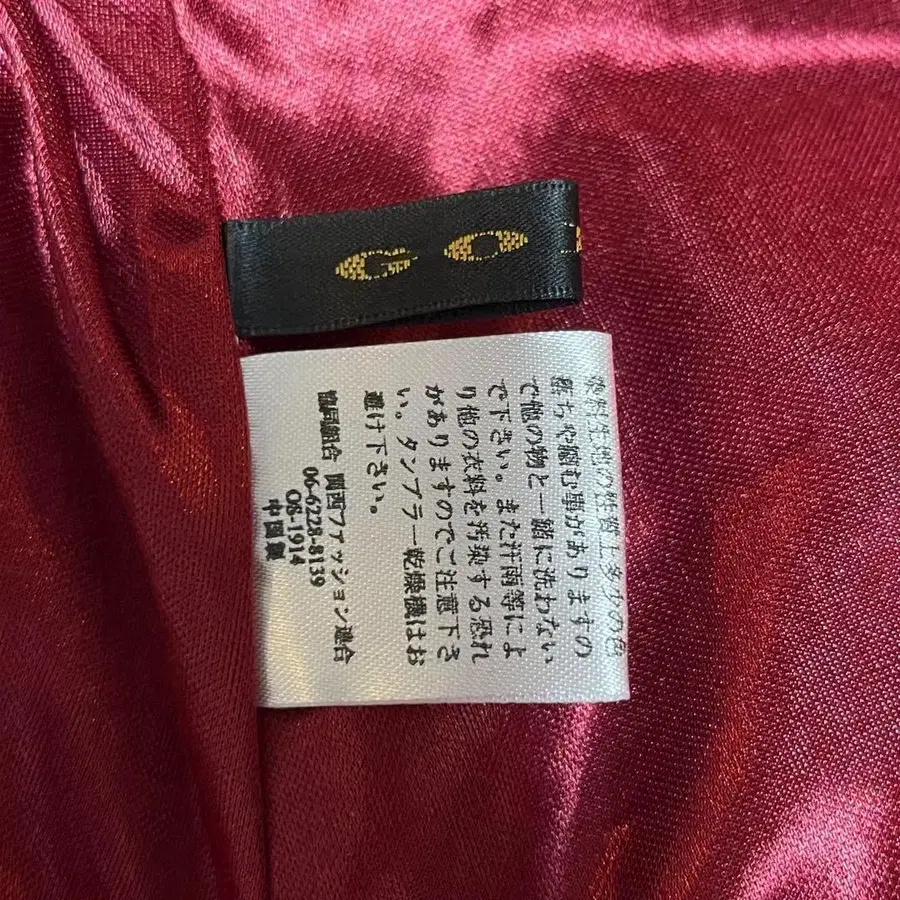 G O
染料生地の性質上多少の色
落ちや縮む事がありますの
で他の物と一緒に洗わない
で下さい。また汗雨等によ
り他の衣料を汚染する恐れ
がありますのでご注意下さ
い。タンブラー乾燥機はお
避け下さい。
協同組合 関西ファッション連合
06-6228-8139
OS-1914
中国製